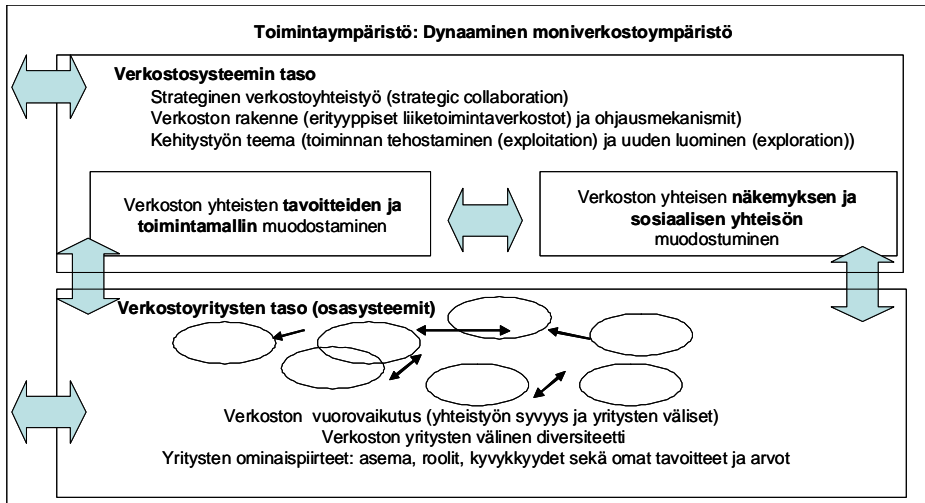 Toimintaympäristö: Dynaaminen moniverkostoympäristö
Verkostosysteemin taso
Strateginen verkostoyhteistyö (strategic collaboration)
Verkoston rakenne (erityyppiset liiketoimintaverkostot) ja ohjausmekanismit)
Kehitystyön teema (toiminnan tehostaminen (exploitation) ja uuden luominen (exploration))
Verkoston yhteisten tavoitteiden ja
toimintamallin muodostaminen
Verkoston yhteisen näkemyksen ja
sosiaalisen yhteisön
muodostuminen
Verkostoyritysten taso (osasysteemit)
Verkoston vuorovaikutus (yhteistyön syvyys ja yritysten väliset)
Verkoston yritysten välinen diversiteetti
Yritysten ominaispiirteet: asema, roolit, kyvykkyydet sekä omat tavoitteet ja arvot